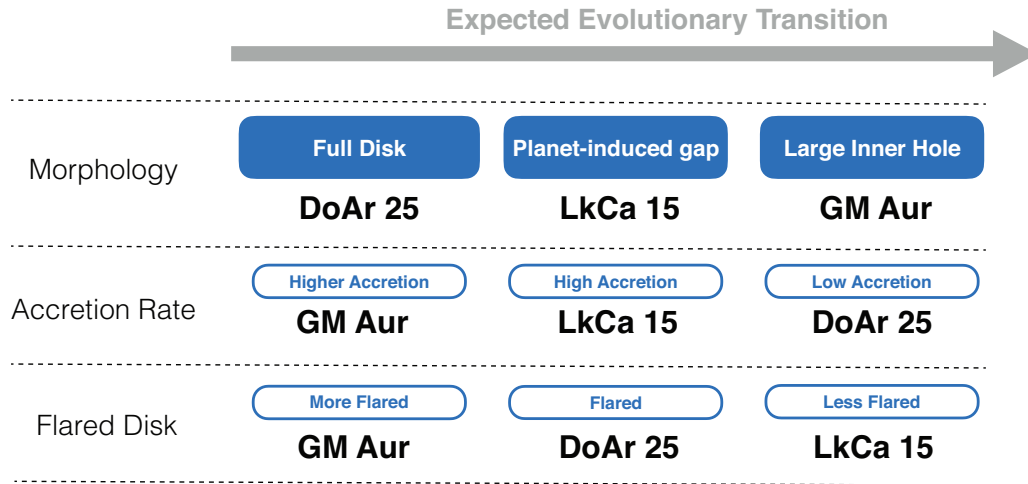 Expected Evolutionary Transition
Morphology
Full Disk
Planet-induced gap
Large Inner Hole
DoAr 25
LkCa 15
GM Aur
Accretion Rate
Higher Accretion
High Accretion
Low Accretion
GM Aur
LkCa 15
DoAr 25
Flared Disk
More Flared
Flared
Less Flared
GM Aur
DoAr 25
LkCa 15